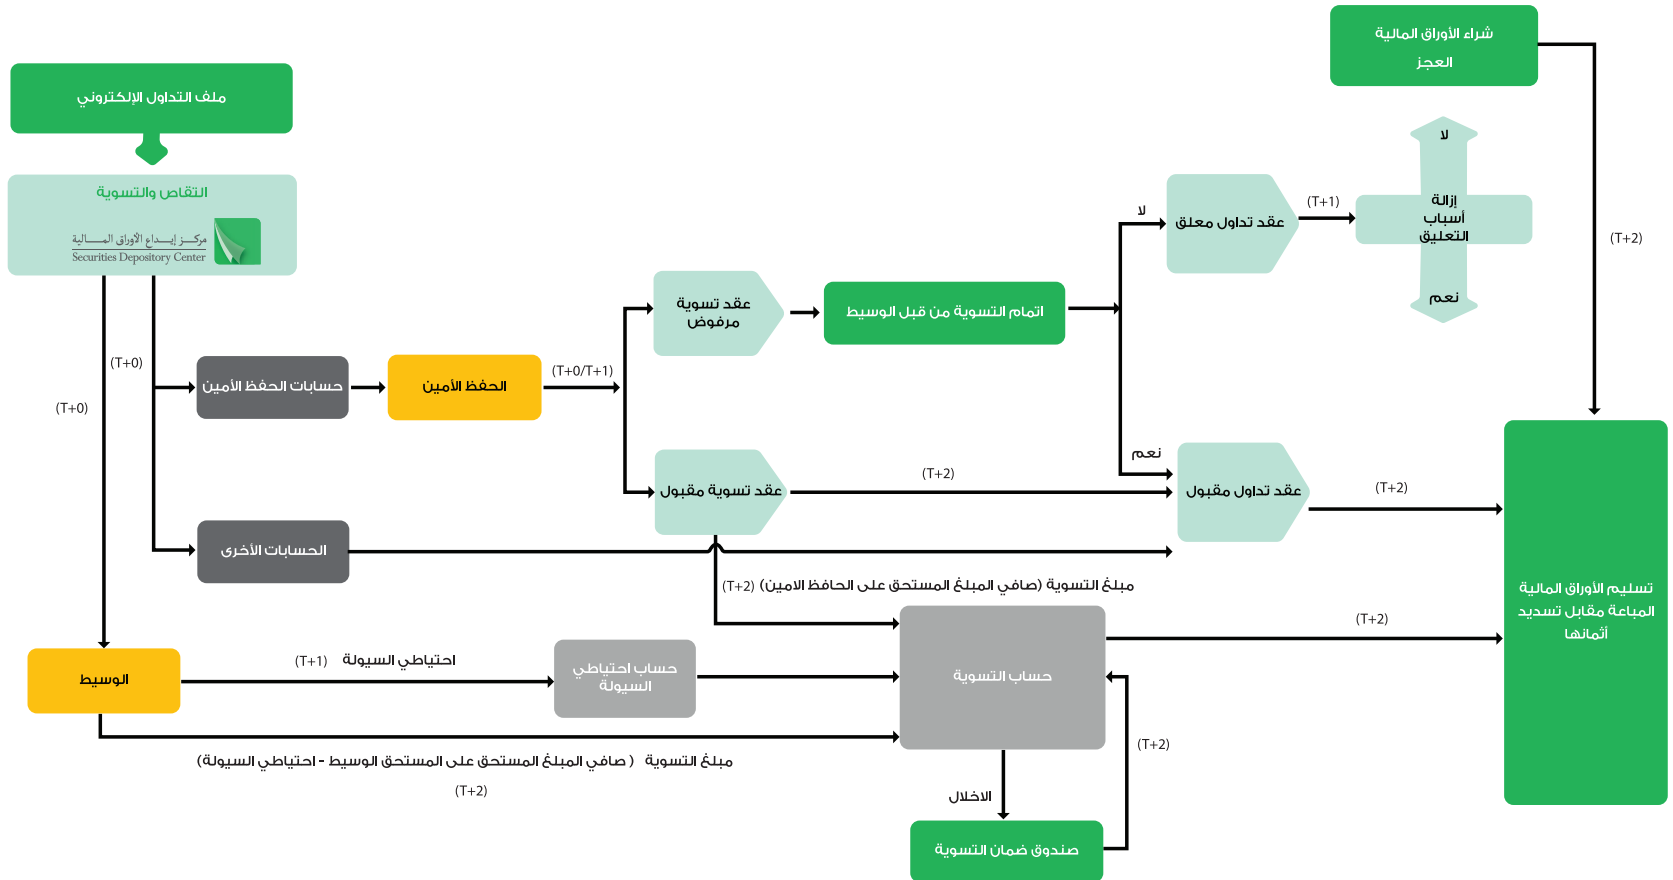 شراء الأوراق المالية
العجز
ملف التداول الإلكتروني
التقاص والتسوية
مركز إيداع الأوراق المالية
Securities Depository Center
(T+0)
(T+0)
حسابات الحفظ الأمين
الحفظ الأمين
(T+0/T+1)
عقد تسوية
مرفوض
اتمام التسوية من قبل الوسيط
لا
عقد تداول معلق
(T+1)
لا
إزالة
أسباب
التعليق
نعم
(T+2)
نعم
عقد تسوية مقبول
(T+2)
عقد تداول مقبول
(T+2)
الحسابات الأخرى
مبلغ التسوية (صافي المبلغ المستحق على الحافظ الامين) (T+2)
تسليم الأوراق المالية
المباعة مقابل تسديد
أثمانها
(T+2)
الوسيط
احتياطي السيولة (T+1)
حساب احتياطي
السيولة
حساب التسوية
مبلغ التسوية ( صافي المبلغ المستحق على المستحق الوسيط - احتياطي السيولة)
(T+2)
(T+2)
الاخلال
صندوق ضمان التسوية